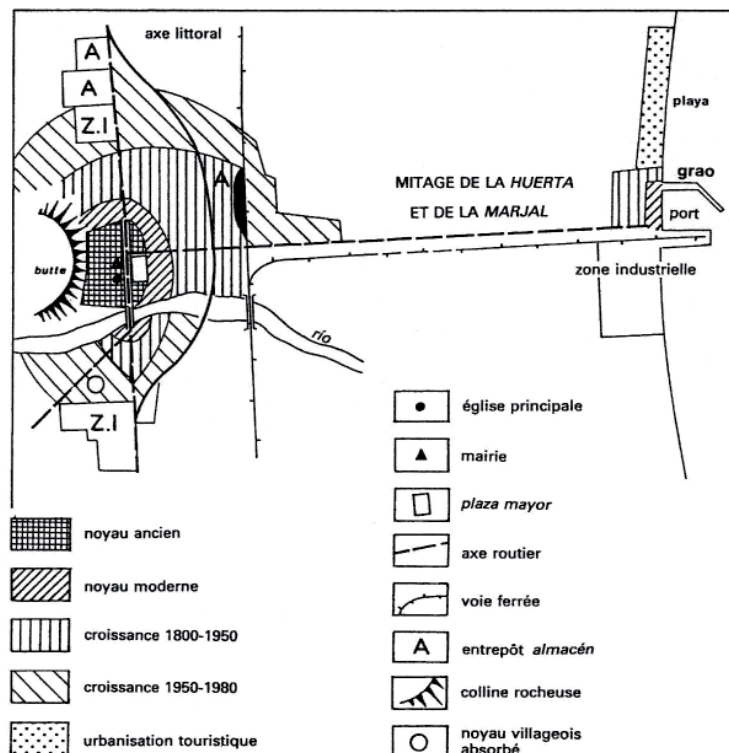 axe littoral
A
A
Z.I
playa
A
MITAGE DE LA HUERTA
ET DE LA MARJAL
grao
port
butte
zone industrielle
río
Z.I
église principale
mairie
plaza mayor
noyau ancien
axe routier
noyau moderne
voie ferrée
croissance 1800-1950
A
entrepôt almacén
croissance 1950-1980
colline rocheuse
urbanisation touristique
noyau villageois
absorbé